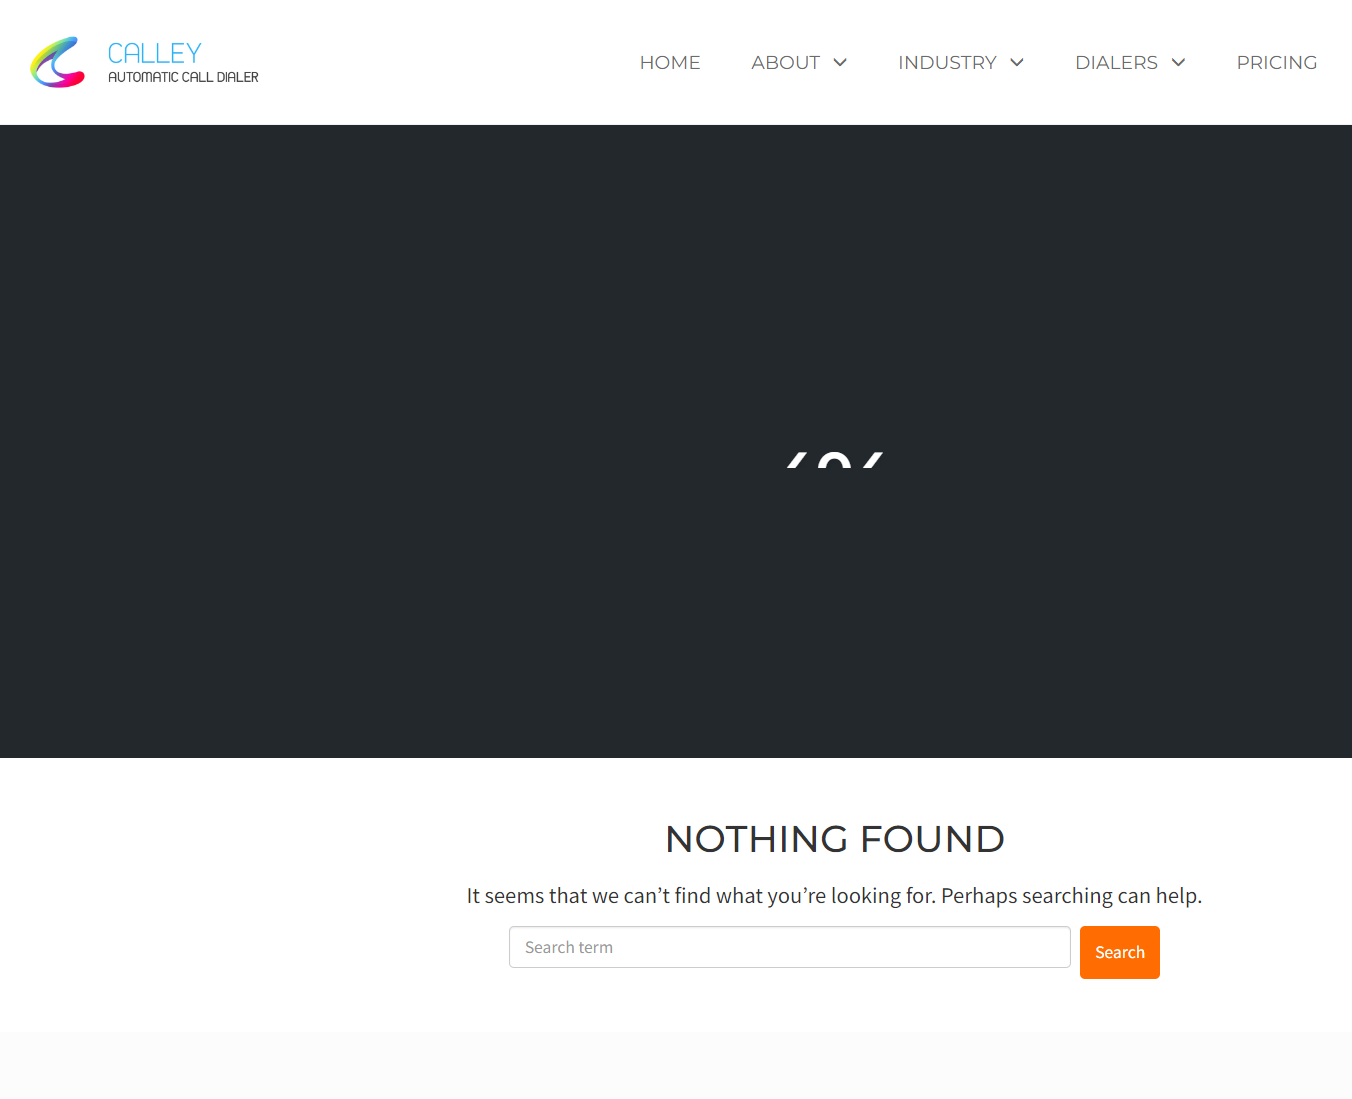 CALLEY
AUTOMATIC CALL DIALER
HOME ABOUT INDUSTRY DIALERS PRICING
NOTHING FOUND
It seems that we can’t find what you’re looking for. Perhaps searching can help.
Search term
Search